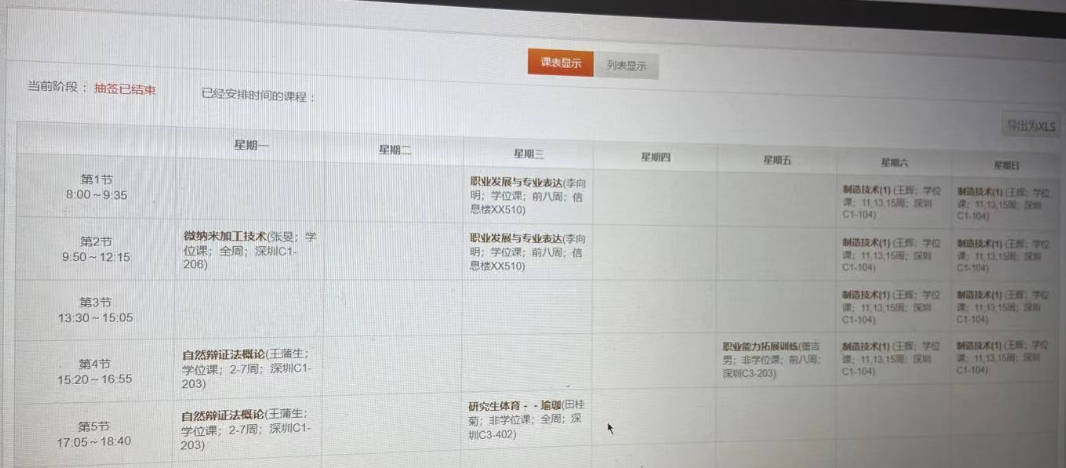 课表显示
列表显示
当前阶段：抽签已结束
已经安排时间的课程：
导出为XLS
星期一
星期二
星期三
星期四
星期五
星期六
星期日
第1节
8:00～9:35
职业发展与专业表达(李向
明；学位课；前八周；信
息楼XX510)
制造技术(1) (王辉；学位
课；11,13,15周；深圳
C1-104)
制造技术(1) (王辉；学位
课；11,13,15周；深圳
C1-104)
第2节
9:50～12:15
微纳米加工技术(张旻；学
位课；全周；深圳C1-
206)
职业发展与专业表达(李向
明；学位课；前八周；信
息楼XX510)
制造技术(1) (王辉；学位
课；11,13,15周；深圳
C1-104)
制造技术(1) (王辉；学位
课；11,13,15周；深圳
C1-104)
第3节
13:30～15:05
制造技术(1) (王辉；学位
课；11,13,15周；深圳
C1-104)
制造技术(1) (王辉；学位
课；11,13,15周；深圳
C1-104)
第4节
15:20～16:55
自然辩证法概论(王蒲生；
学位课；2-7周；深圳C1-
203)
职业能力拓展训练(董吉
男；非学位课；前八周；
深圳C3-203)
制造技术(1) (王辉；学位
课；11,13,15周；深圳
C1-104)
制造技术(1) (王辉；学位
课；11,13,15周；深圳
C1-104)
第5节
17:05～18:40
自然辩证法概论(王蒲生；
学位课；2-7周；深圳C1-
203)
研究生体育--瑜珈(田桂
菊；非学位课；全周；深
圳C3-402)